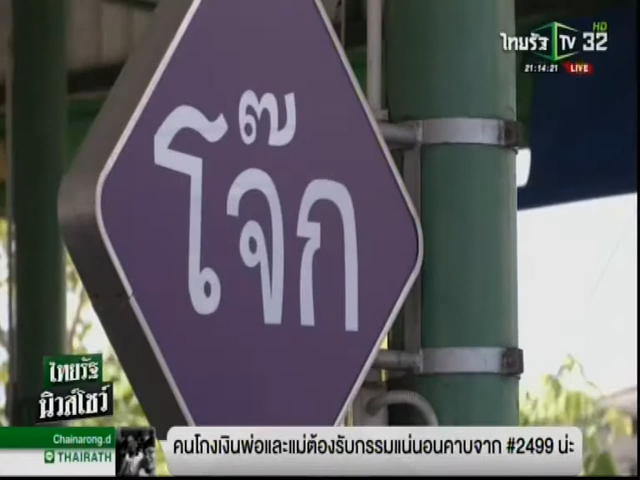 ไทยรัฐ TV 32 HD
21:14:21 LIVE
โจ๊ก
ไทยรัฐ
นิวส์โชว์
Chainarong.d
THAIRATH
คนโกงเงินพ่อและแม่ต้องรับกรรมแน่นอนคาบจาก #2499 น่ะ